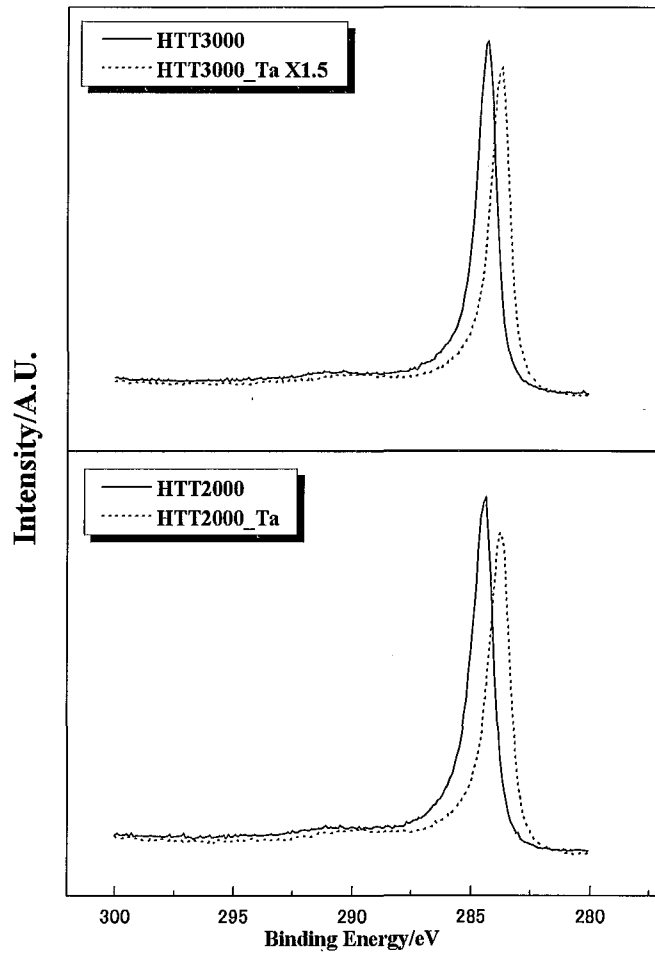 HTT3000
HTT3000_Ta X1.5
Intensity/A.U.
HTT2000
HTT2000_Ta
300 295 290 285 280
Binding Energy/eV